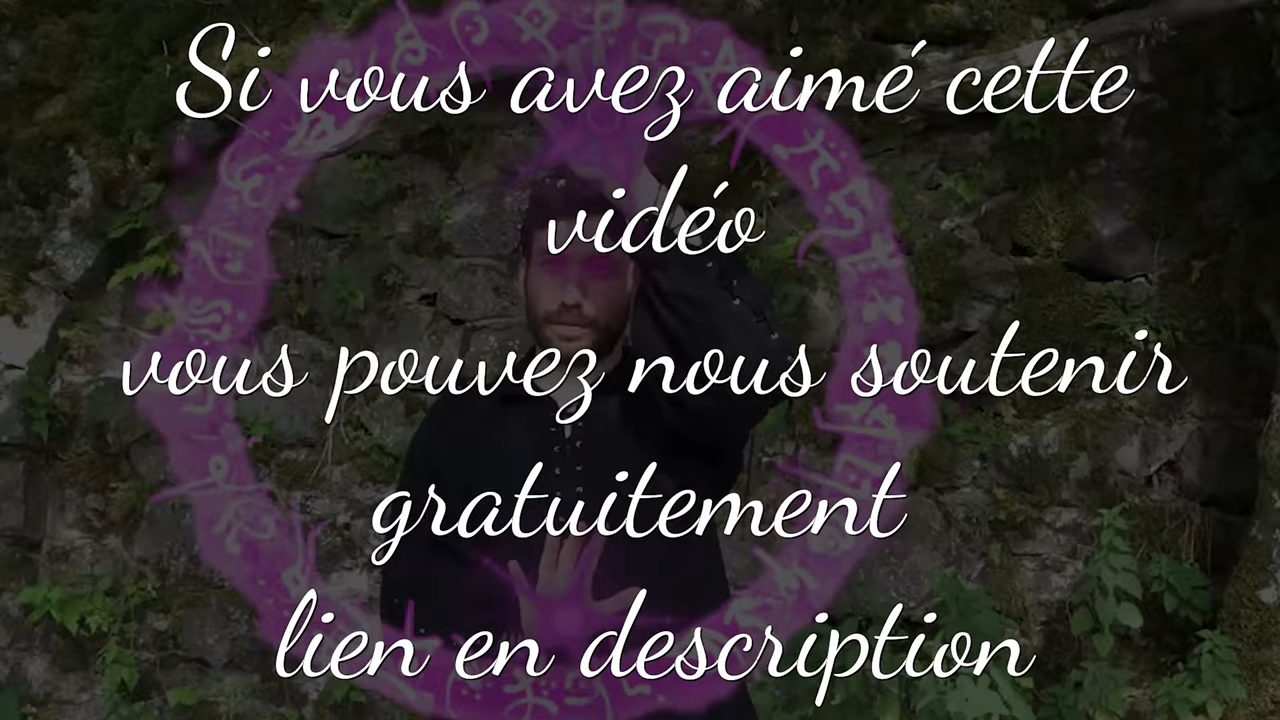 Si vous avez aimé cette
vidéo
vous pouvez nous soutenir
gratuitement
lien en description